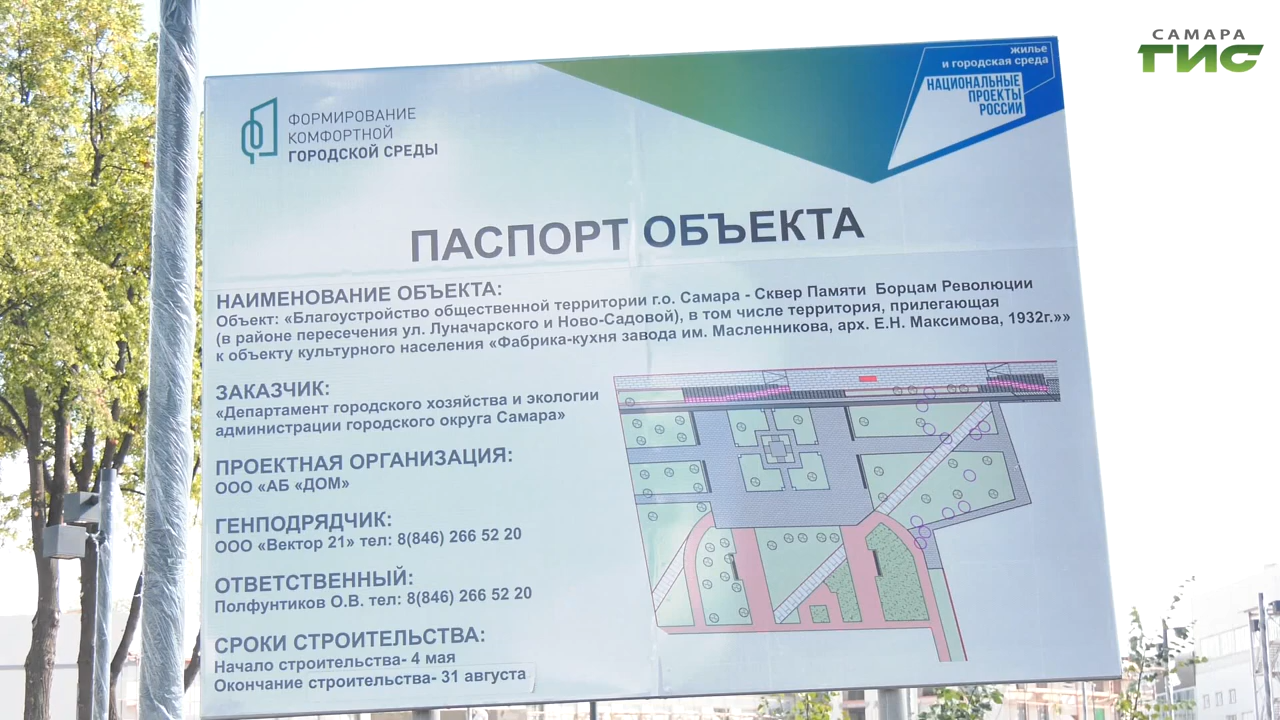 САМАРА
ГИС
жилье
и городская среда
НАЦИОНАЛЬНЫЕ
ПРОЕКТЫ
РОССИИ
ФОРМИРОВАНИЕ
КОМФОРТНОЙ
ГОРОДСКОЙ СРЕДЫ
ПАСПОРТ ОБЪЕКТА
НАИМЕНОВАНИЕ ОБЪЕКТА:
Объект: «Благоустройство общественной территории г.о. Самара - Сквер Памяти Борцам Революции
(в районе пересечения ул. Луначарского и Ново-Садовой), в том числе территория, прилегающая
к объекту культурного населения «Фабрика-кухня завода им. Масленникова, арх. Е.Н. Максимова, 1932г.»»
ЗАКАЗЧИК:
«Департамент городского хозяйства и экологии
администрации городского округа Самара»
ПРОЕКТНАЯ ОРГАНИЗАЦИЯ:
ООО «АБ «ДОМ»
ГЕНПОДРЯДЧИК:
ООО «Вектор 21» тел: 8(846) 266 52 20
ОТВЕТСТВЕННЫЙ:
Полфунтиков О.В. тел: 8(846) 266 52 20
СРОКИ СТРОИТЕЛЬСТВА:
Начало строительства- 4 мая
Окончание строительства- 31 августа